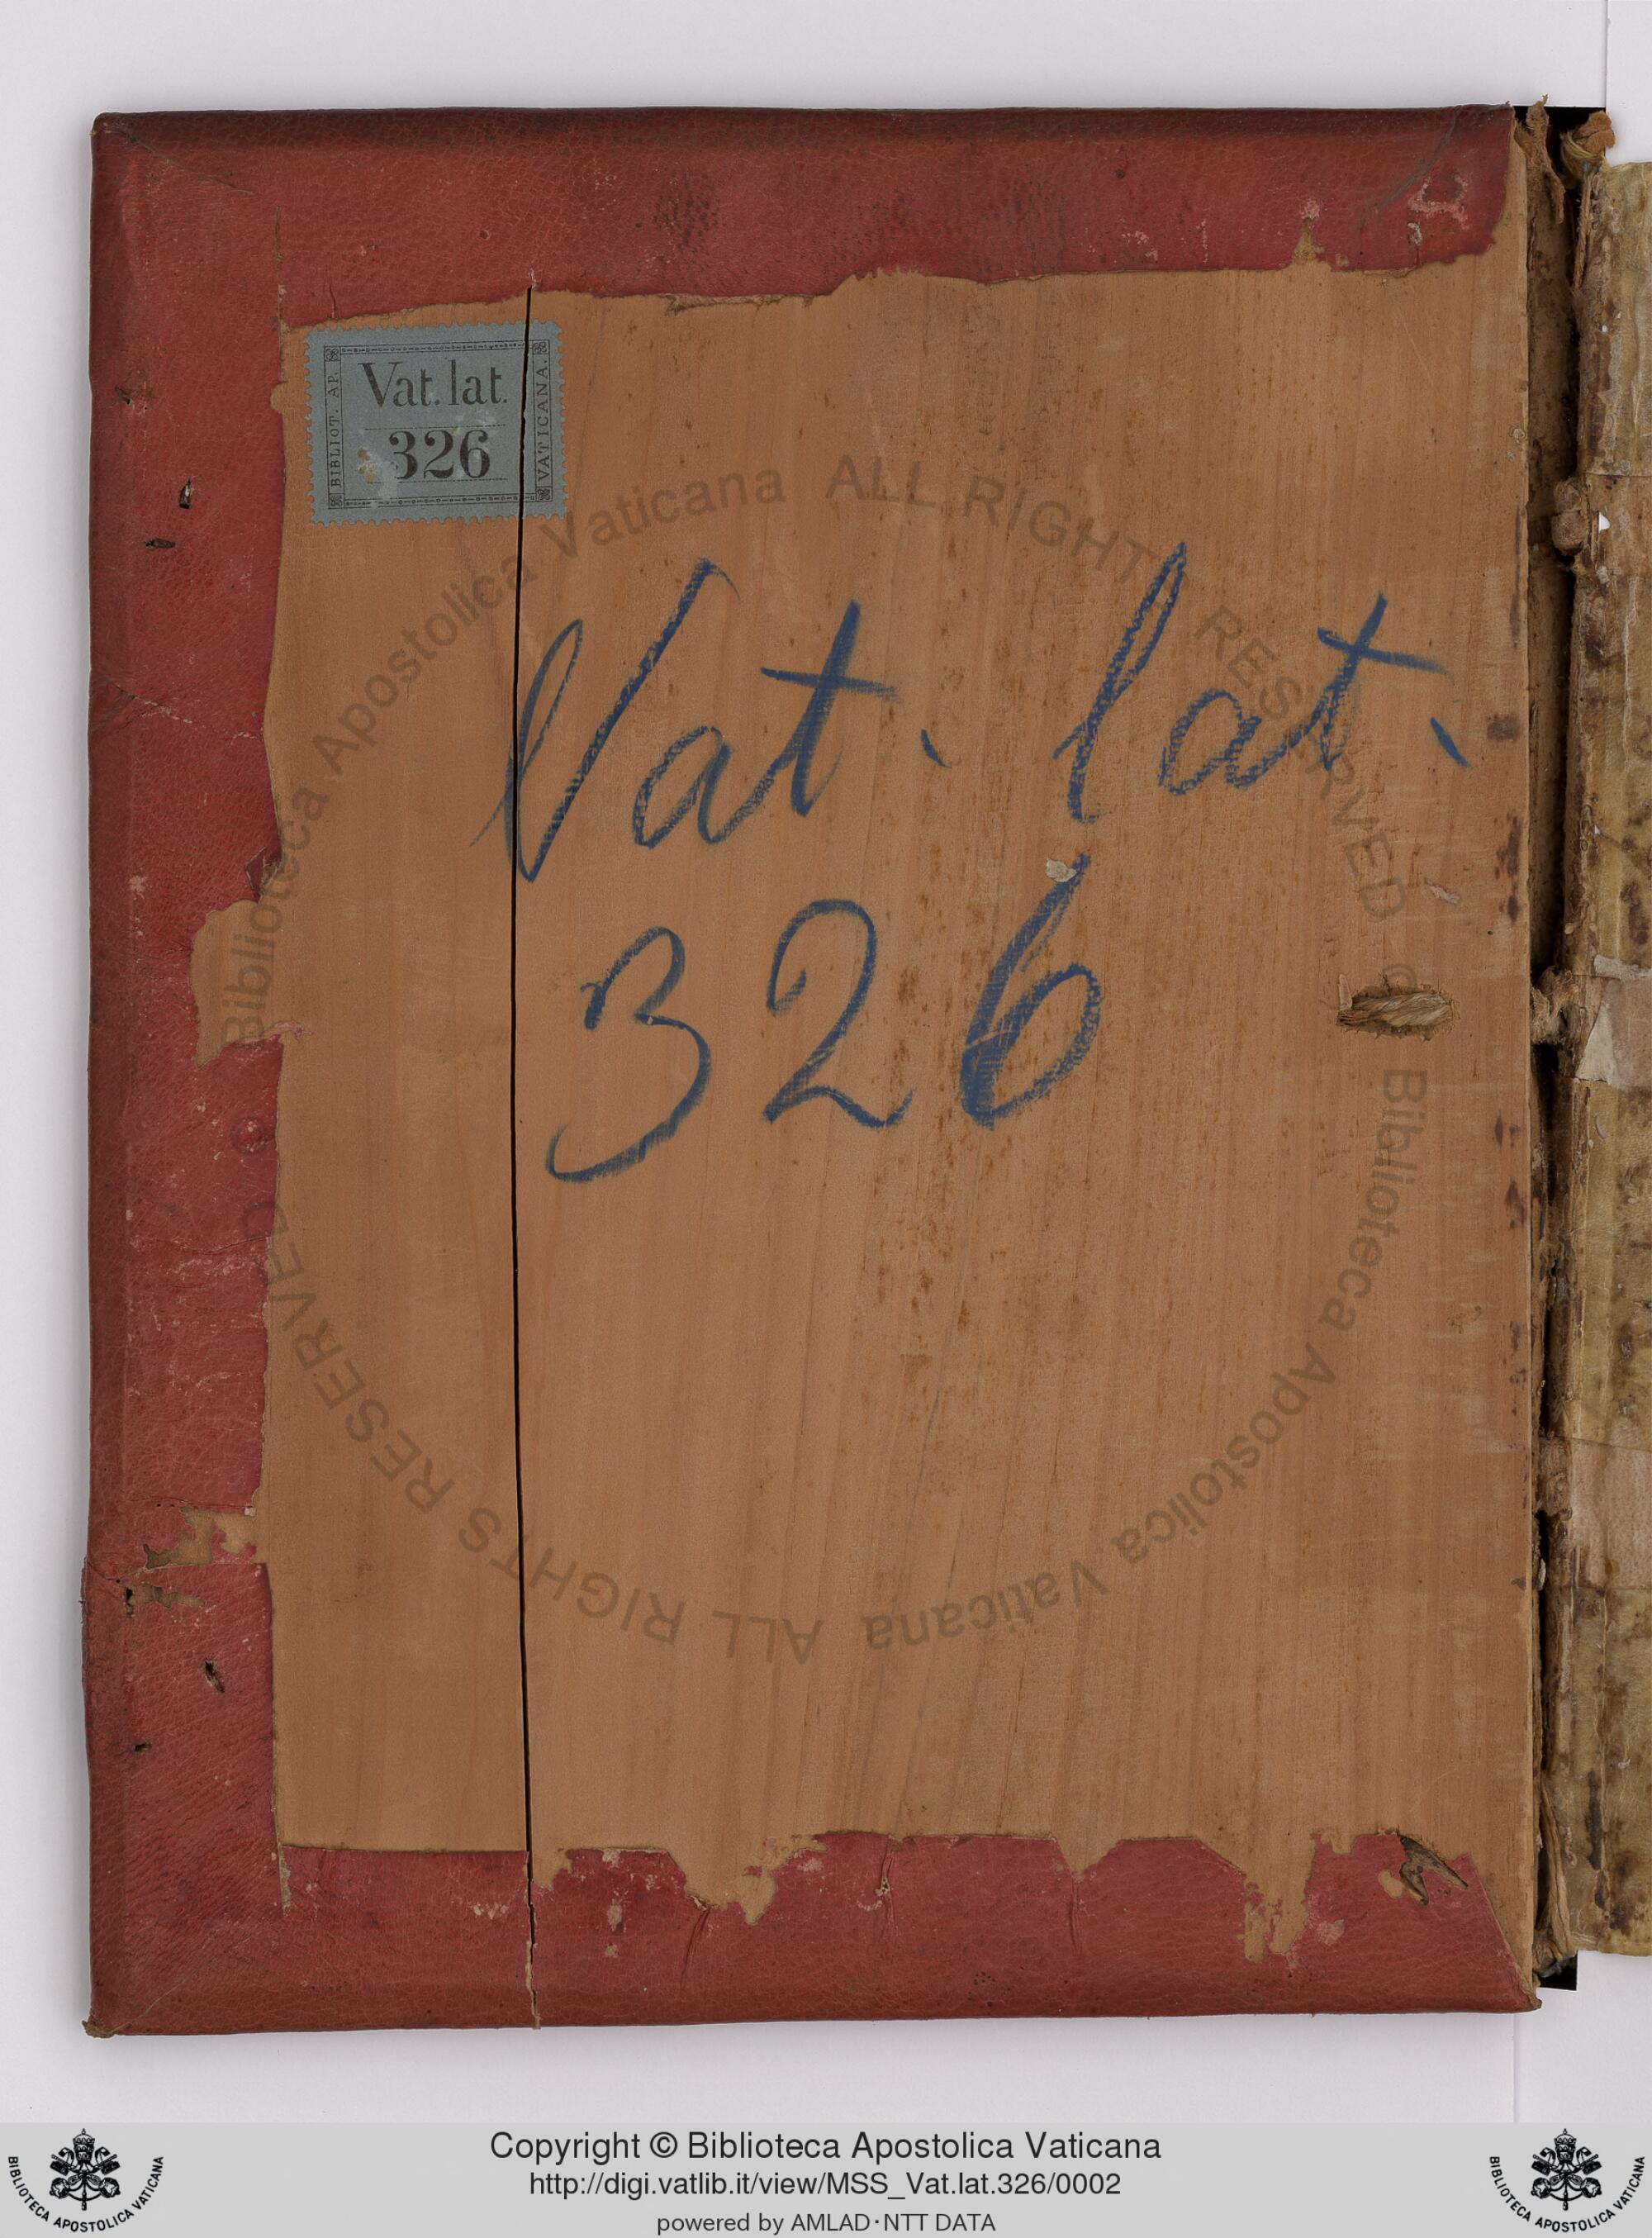 BIBLIOT. AP. VATICANA.
Vat. lat.
326
Vat. lat.
326
Biblioteca Apostolica Vaticana ALL RIGHTS RESERVED ©
Biblioteca Apostolica Vaticana ALL RIGHTS RESERVED ©
Copyright © Biblioteca Apostolica Vaticana
http://digi.vatlib.it/view/MSS_Vat.lat.326/0002
powered by AMLAD·NTT DATA
BIBLIOTECA APOSTOLICA VATICANA
BIBLIOTECA APOSTOLICA VATICANA